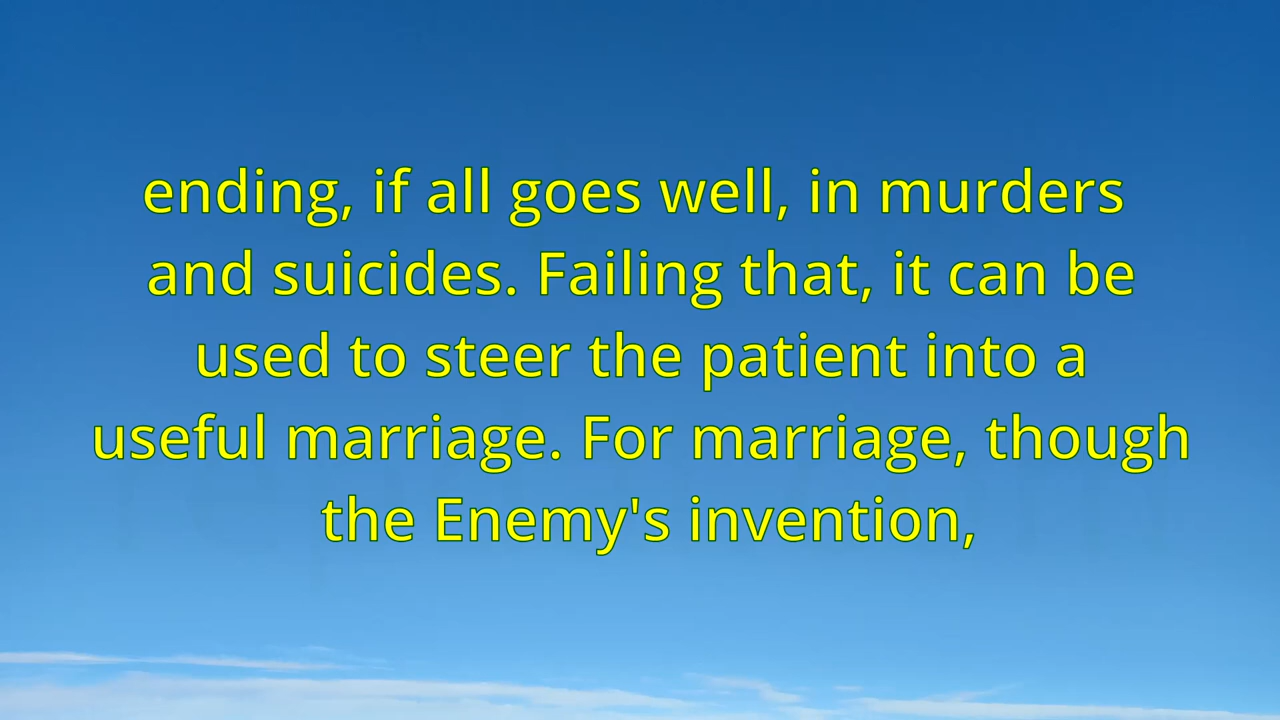 ending, if all goes well, in murders
and suicides. Failing that, it can be
used to steer the patient into a
useful marriage. For marriage, though
the Enemy's invention,